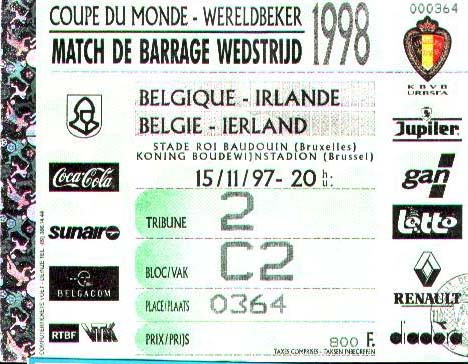 COUPE DU MONDE - WERELDBEKER
MATCH DE BARRAGE WEDSTRIJD
1998
000364
K B V B
URBSFA
BELGIQUE - IRLANDE
BELGIE - IERLAND
STADE ROI BAUDOUIN (Bruxelles)
KONING BOUDEWIJNSTADION (Brussel)
15/11/97- 20 h. u.
Jupiler
Coca-Cola
gan
TRIBUNE 2
sunair
Lotto
BLOC/VAK C2
BELGACOM
PLACE/PLAATS 0364
RENAULT
RTBF
VTK
PRIX/PRIJS 800 F.
TAXES COMPRISES - TAKSEN INBEGREPEN
diadora